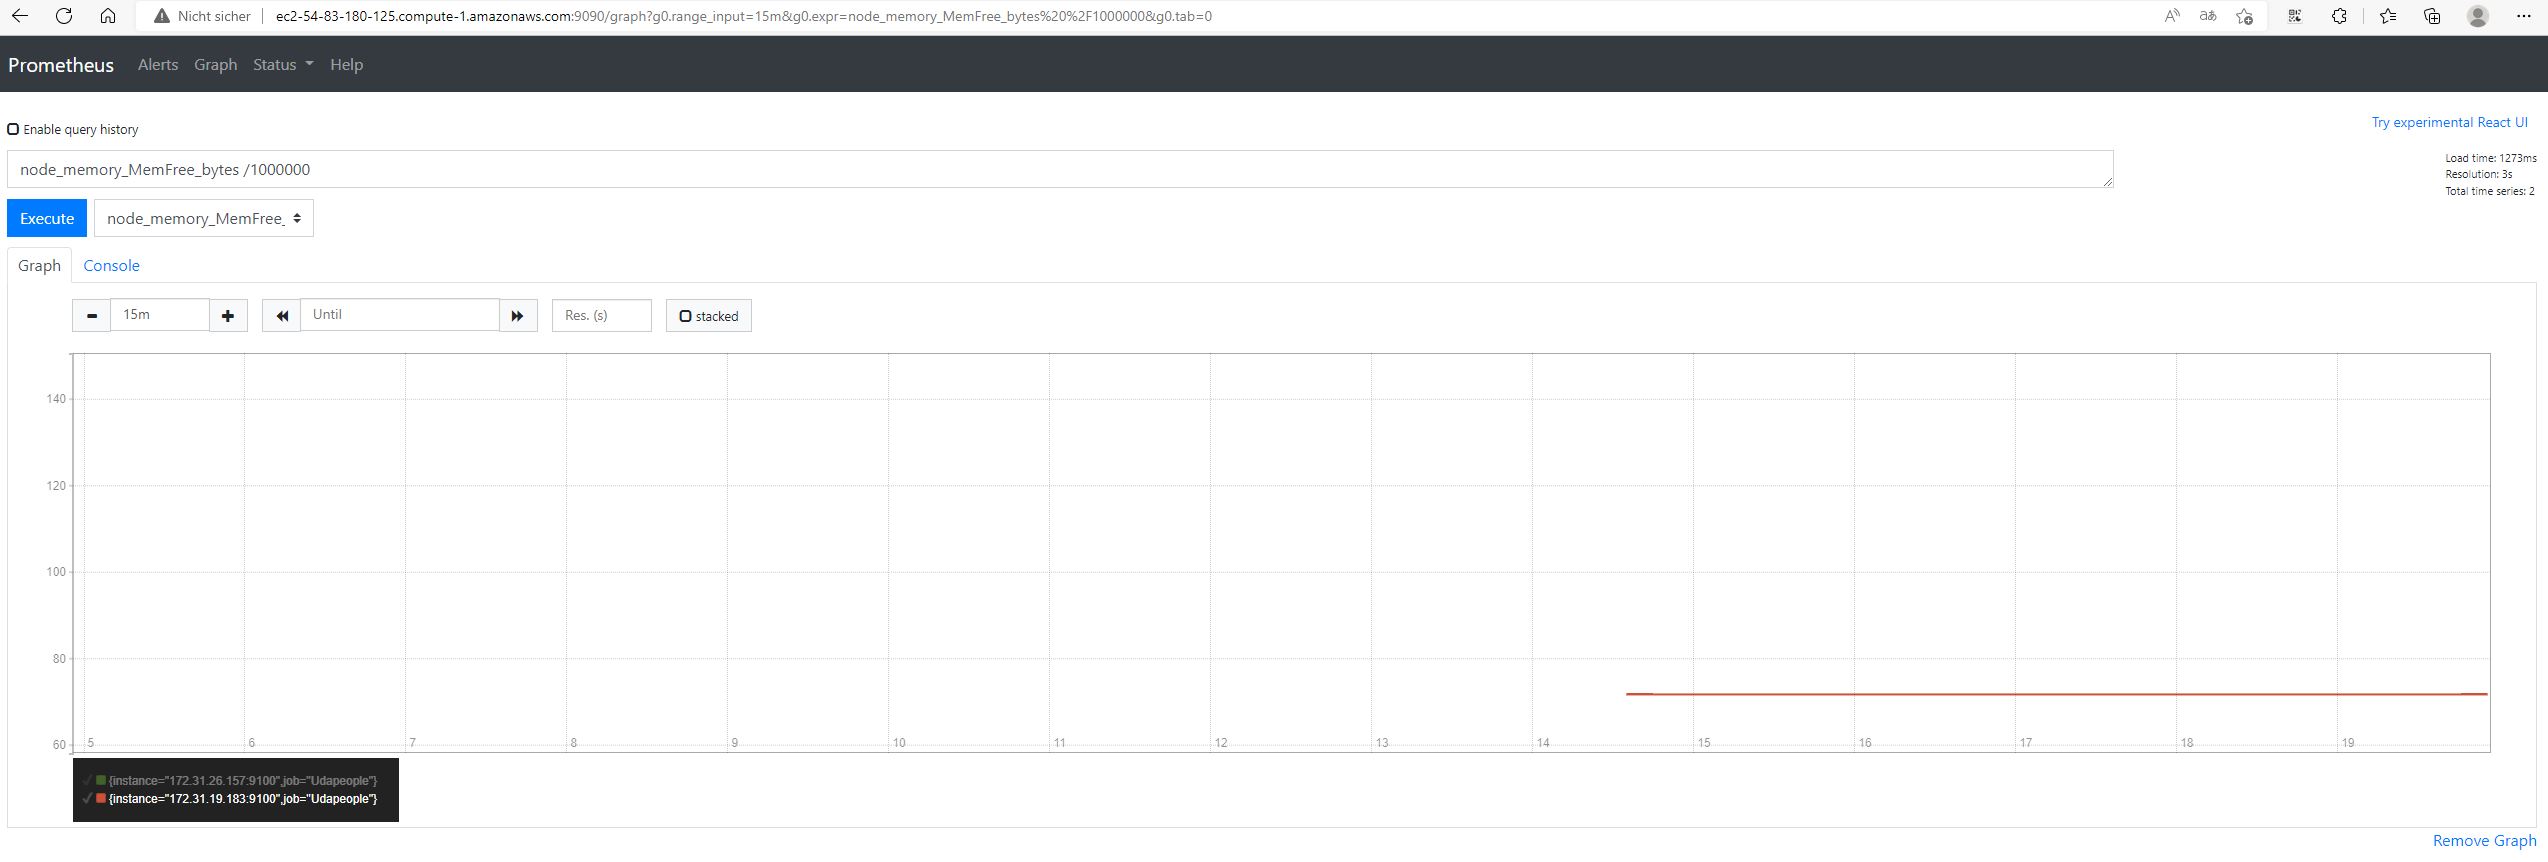 Nicht sicher ec2-54-83-180-125.compute-1.amazonaws.com:9090/graph?g0.range_input=15m&g0.expr=node_memory_MemFree_bytes%20%2F1000000&g0.tab=0
Prometheus Alerts Graph Status Help
Enable query history
Try experimental React UI
node_memory_MemFree_bytes /1000000
Load time: 1273ms
Resolution: 3s
Total time series: 2
Execute node_memory_MemFree_
Graph Console
15m Until Res. (s) stacked
140
120
100
80
60
5 6 7 8 9 10 11 12 13 14 15 16 17 18 19
{instance="172.31.26.157:9100",job="Udapeople"}
{instance="172.31.19.183:9100",job="Udapeople"}
Remove Graph